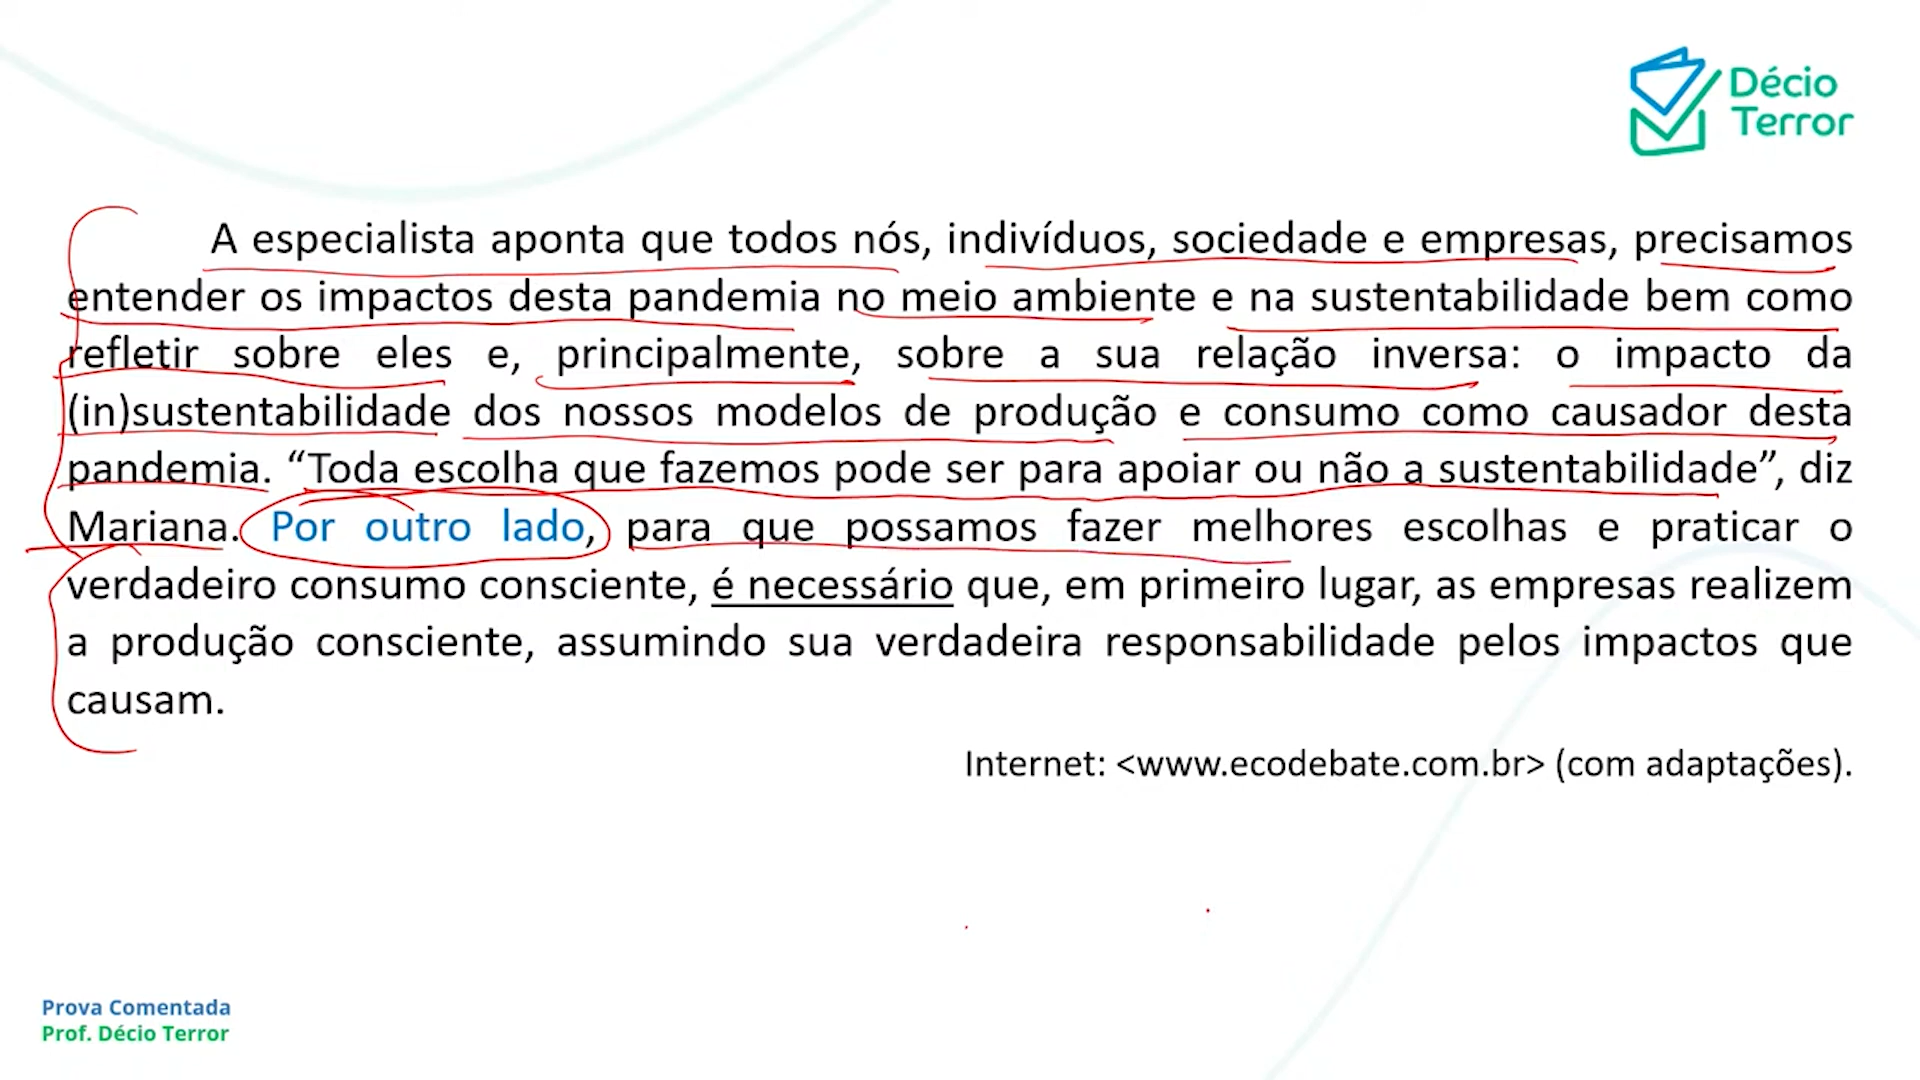 Décio
Terror
A especialista aponta que todos nós, indivíduos, sociedade e empresas, precisamos
entender os impactos desta pandemia no meio ambiente e na sustentabilidade bem como
refletir sobre eles e, principalmente, sobre a sua relação inversa: o impacto da
(in)sustentabilidade dos nossos modelos de produção e consumo como causador desta
pandemia. “Toda escolha que fazemos pode ser para apoiar ou não a sustentabilidade”, diz
Mariana. Por outro lado, para que possamos fazer melhores escolhas e praticar o
verdadeiro consumo consciente, é necessário que, em primeiro lugar, as empresas realizem
a produção consciente, assumindo sua verdadeira responsabilidade pelos impactos que
causam.
Internet: <www.ecodebate.com.br> (com adaptações).
Prova Comentada
Prof. Décio Terror